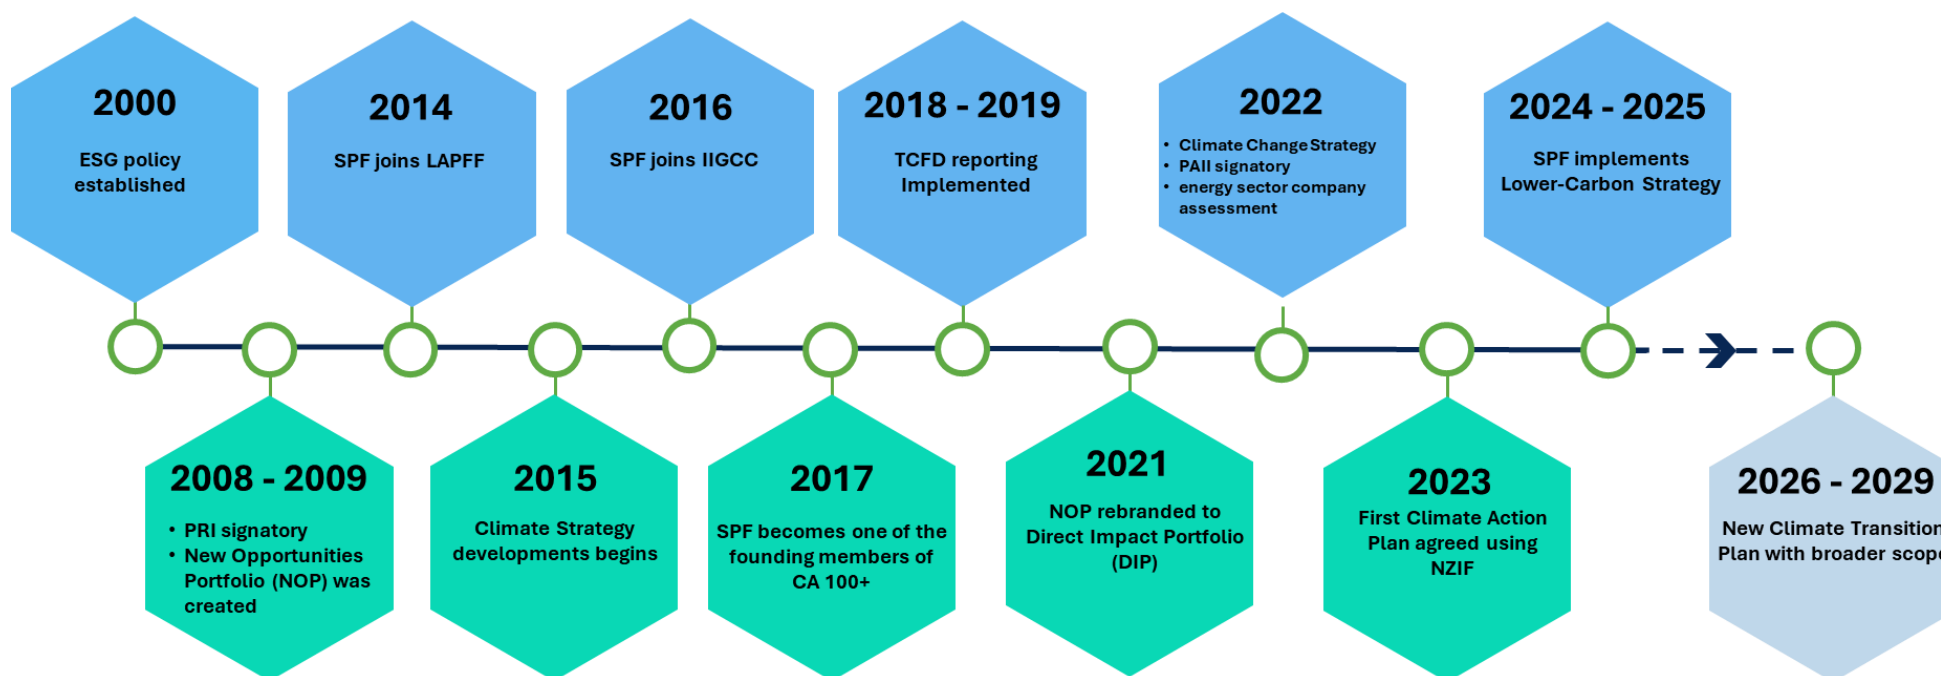 2000
ESG policy
established
2008 - 2009
• PRI signatory
• New Opportunities
Portfolio (NOP) was
created
2014
SPF joins LAPFF
2015
Climate Strategy
developments begins
2016
SPF joins IIGCC
2017
SPF becomes one of the
founding members of
CA 100+
2018 - 2019
TCFD reporting
Implemented
2021
NOP rebranded to
Direct Impact Portfolio
(DIP)
2022
• Climate Change Strategy
• PAII signatory
• energy sector company
assessment
2023
First Climate Action
Plan agreed using
NZIF
2024 - 2025
SPF implements
Lower-Carbon Strategy
2026 - 2029
New Climate Transition
Plan with broader scope